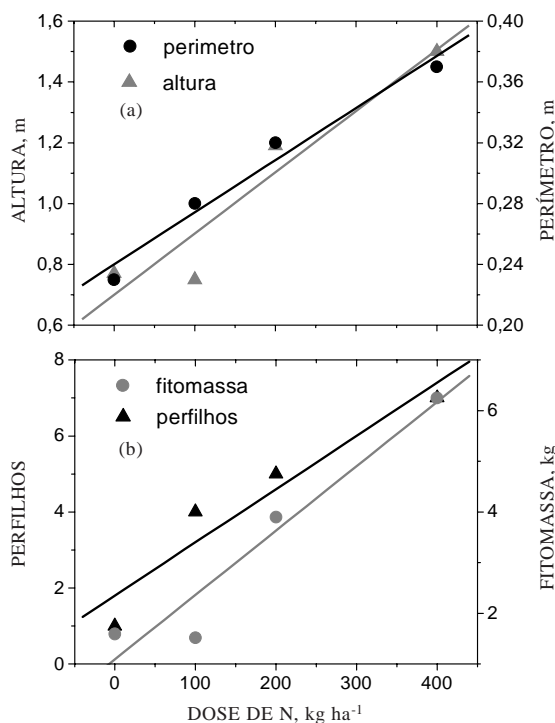 1,6
1,4
1,2
1,0
0,8
0,6
ALTURA, m
perimetro
altura
(a)
0,40
0,36
0,32
0,28
0,24
0,20
PERÍMETRO, m
8
6
4
2
0
PERFILHOS
fitomassa
perfilhos
(b)
6
4
2
FITOMASSA, kg
0 100 200 300 400
DOSE DE N, kg ha-1